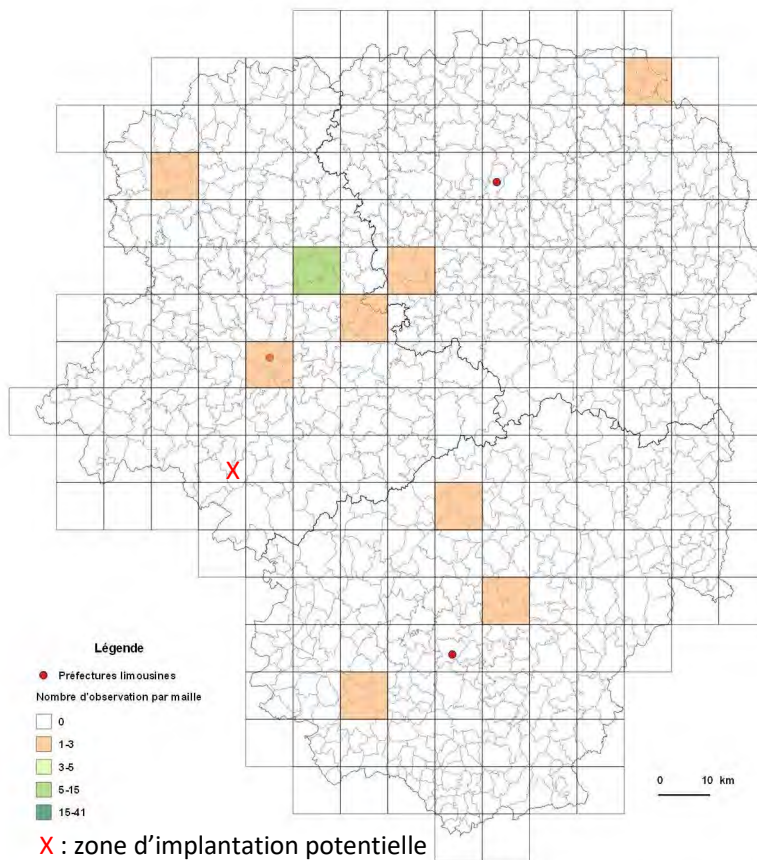 X
Légende
Préfectures limousines
Nombre d'observation par maille
0
1-3
3-5
5-15
15-41
0 10 km
X : zone d'implantation potentielle